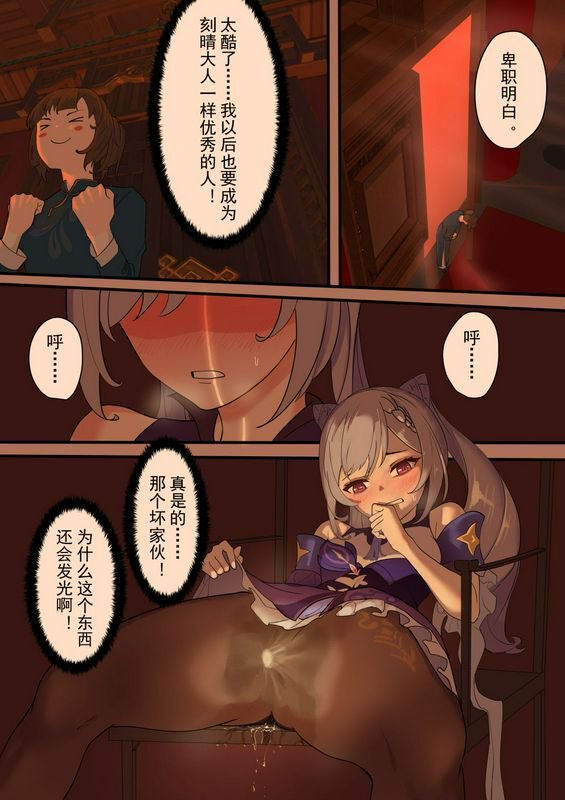 卑职明白。
太酷了……我以后也要成为
刻晴大人一样优秀的人！
呼……
呼……
真是的……
那个坏家伙！
为什么这个东西
还会发光啊！